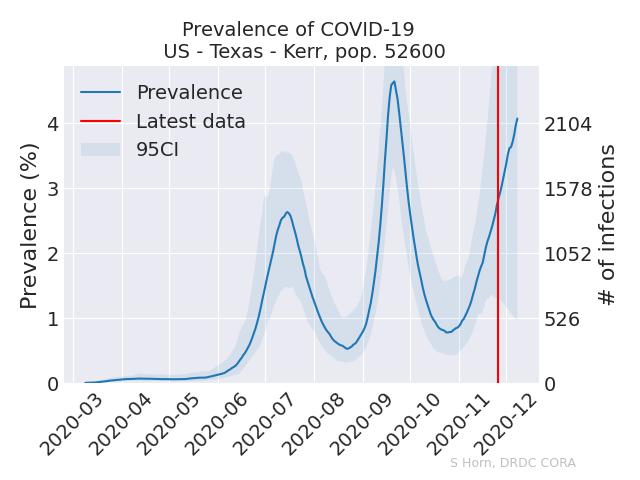 Prevalence of COVID-19
US - Texas - Kerr, pop. 52600
Prevalence
Latest data
95CI
Prevalence (%)
4
3
2
1
0
2104
1578
1052
526
0
# of infections
2020-03
2020-04
2020-05
2020-06
2020-07
2020-08
2020-09
2020-10
2020-11
2020-12
S Horn, DRDC CORA